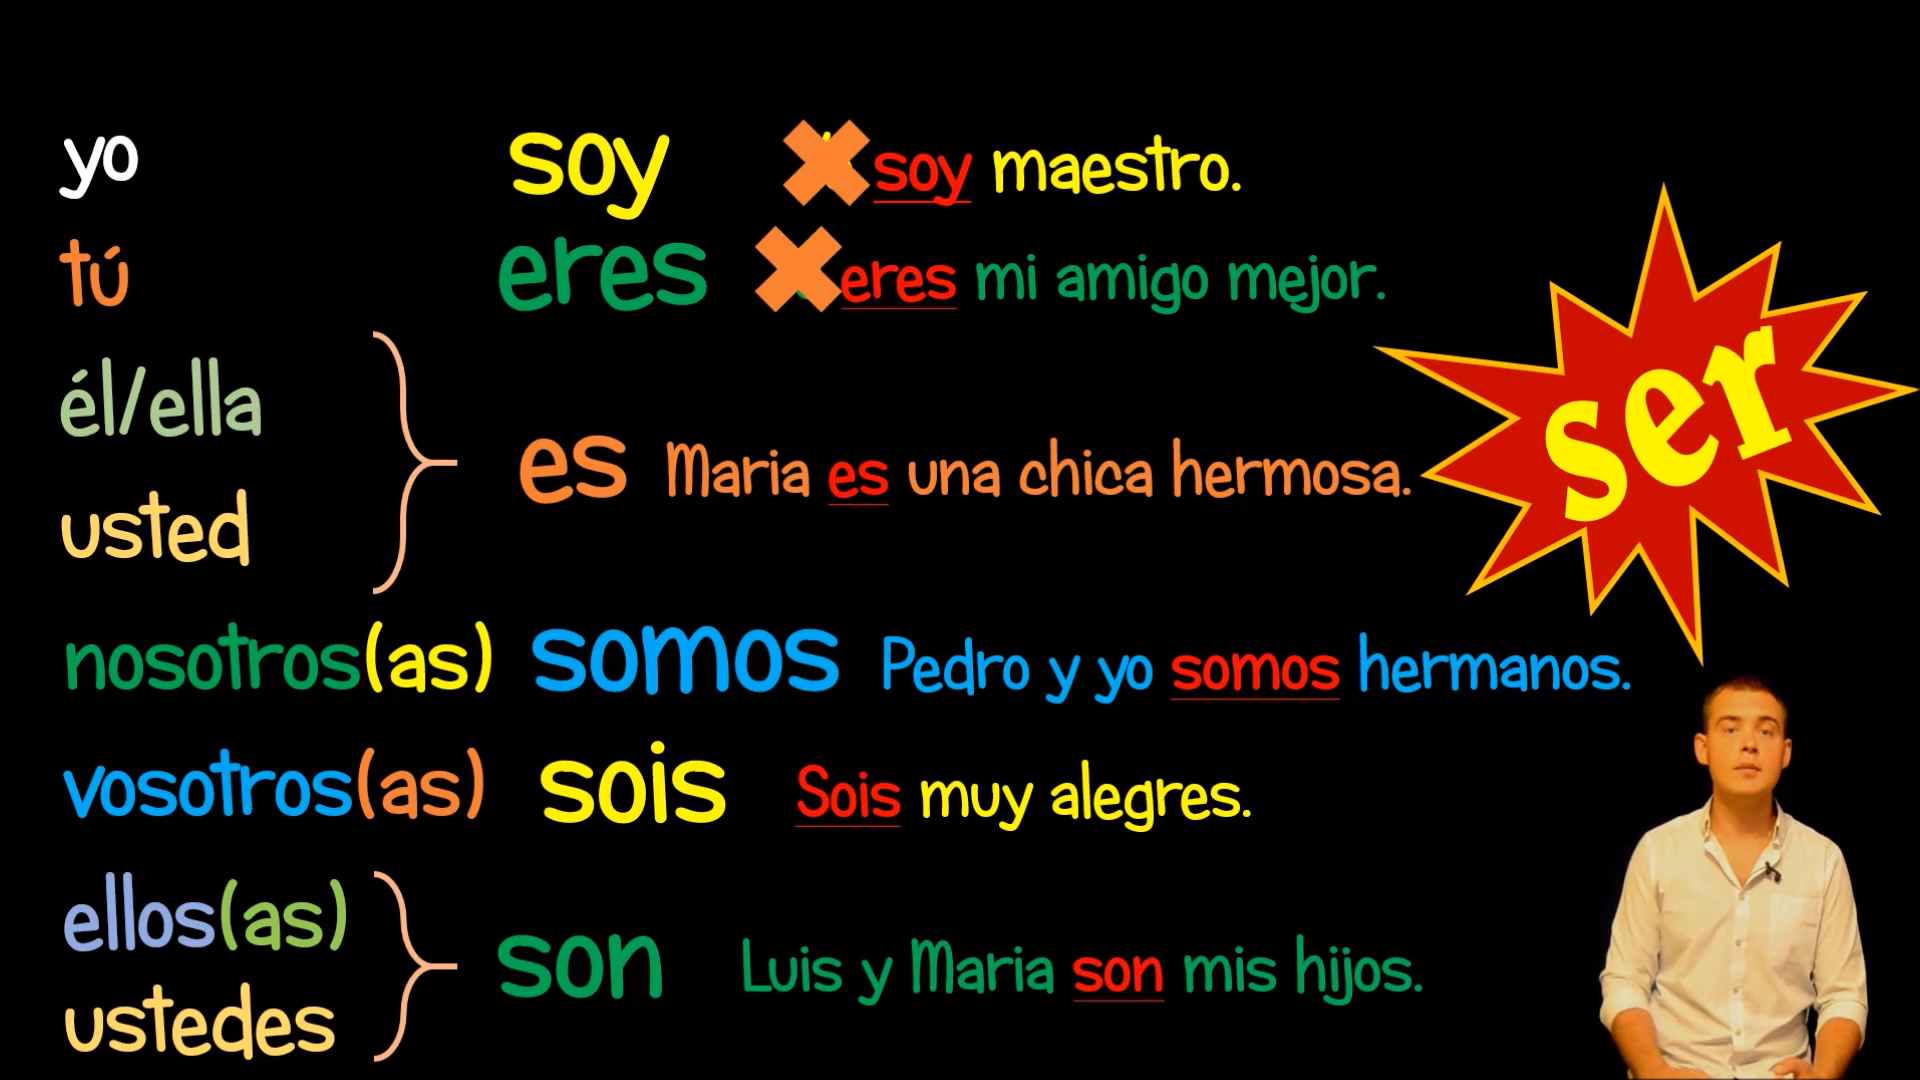 yo soy soy maestro.
tú eres eres mi amigo mejor.
él/ella
usted
es Maria es una chica hermosa.
ser
nosotros(as) somos Pedro y yo somos hermanos.
vosotros(as) sois Sois muy alegres.
ellos(as)
ustedes
son Luis y Maria son mis hijos.